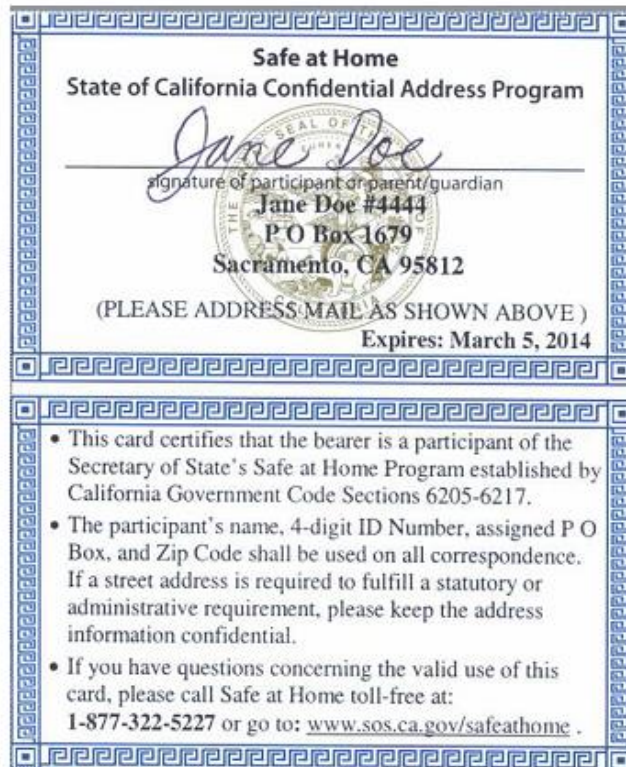 Safe at Home
State of California Confidential Address Program
Jane Doe
signature of participant or parent/guardian
Jane Doe #4444
P O Box 1679
Sacramento, CA 95812
(PLEASE ADDRESS MAIL AS SHOWN ABOVE )
Expires: March 5, 2014
• This card certifies that the bearer is a participant of the
Secretary of State's Safe at Home Program established by
California Government Code Sections 6205-6217.
• The participant's name, 4-digit ID Number, assigned P O
Box, and Zip Code shall be used on all correspondence.
If a street address is required to fulfill a statutory or
administrative requirement, please keep the address
information confidential.
• If you have questions concerning the valid use of this
card, please call Safe at Home toll-free at:
1-877-322-5227 or go to: www.sos.ca.gov/safeathome .